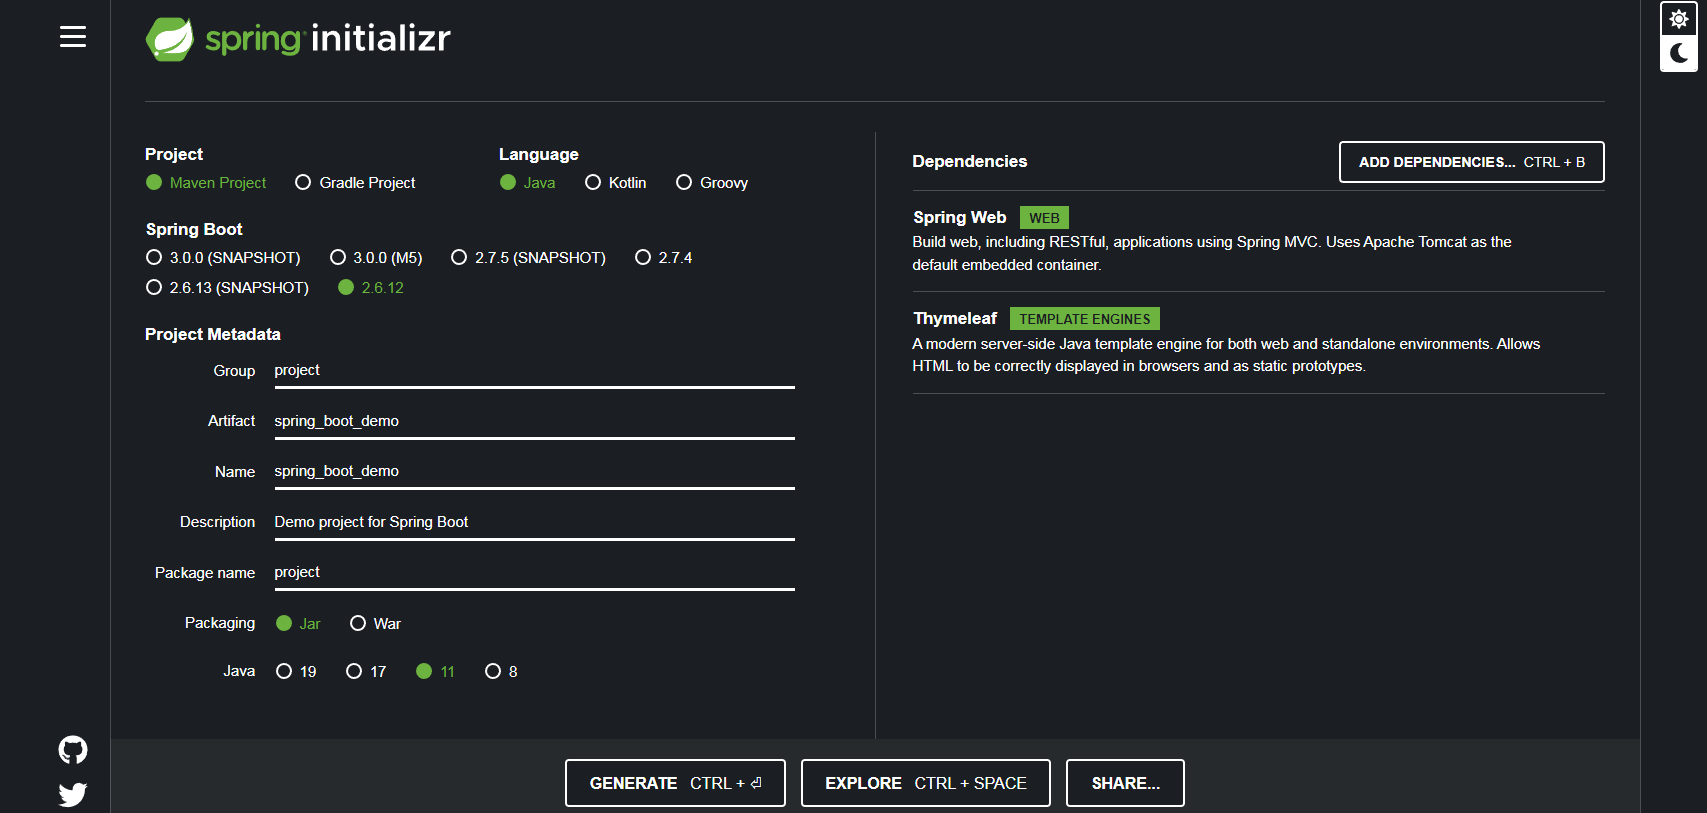 spring initializr
Project
Maven Project
Gradle Project
Language
Java
Kotlin
Groovy
Spring Boot
3.0.0 (SNAPSHOT)
3.0.0 (M5)
2.7.5 (SNAPSHOT)
2.7.4
2.6.13 (SNAPSHOT)
2.6.12
Project Metadata
Group project
Artifact spring_boot_demo
Name spring_boot_demo
Description Demo project for Spring Boot
Package name project
Packaging Jar War
Java 19 17 11 8
Dependencies
ADD DEPENDENCIES... CTRL + B
Spring Web WEB
Build web, including RESTful, applications using Spring MVC. Uses Apache Tomcat as the
default embedded container.
Thymeleaf TEMPLATE ENGINES
A modern server-side Java template engine for both web and standalone environments. Allows
HTML to be correctly displayed in browsers and as static prototypes.
GENERATE CTRL + ⏎
EXPLORE CTRL + SPACE
SHARE...